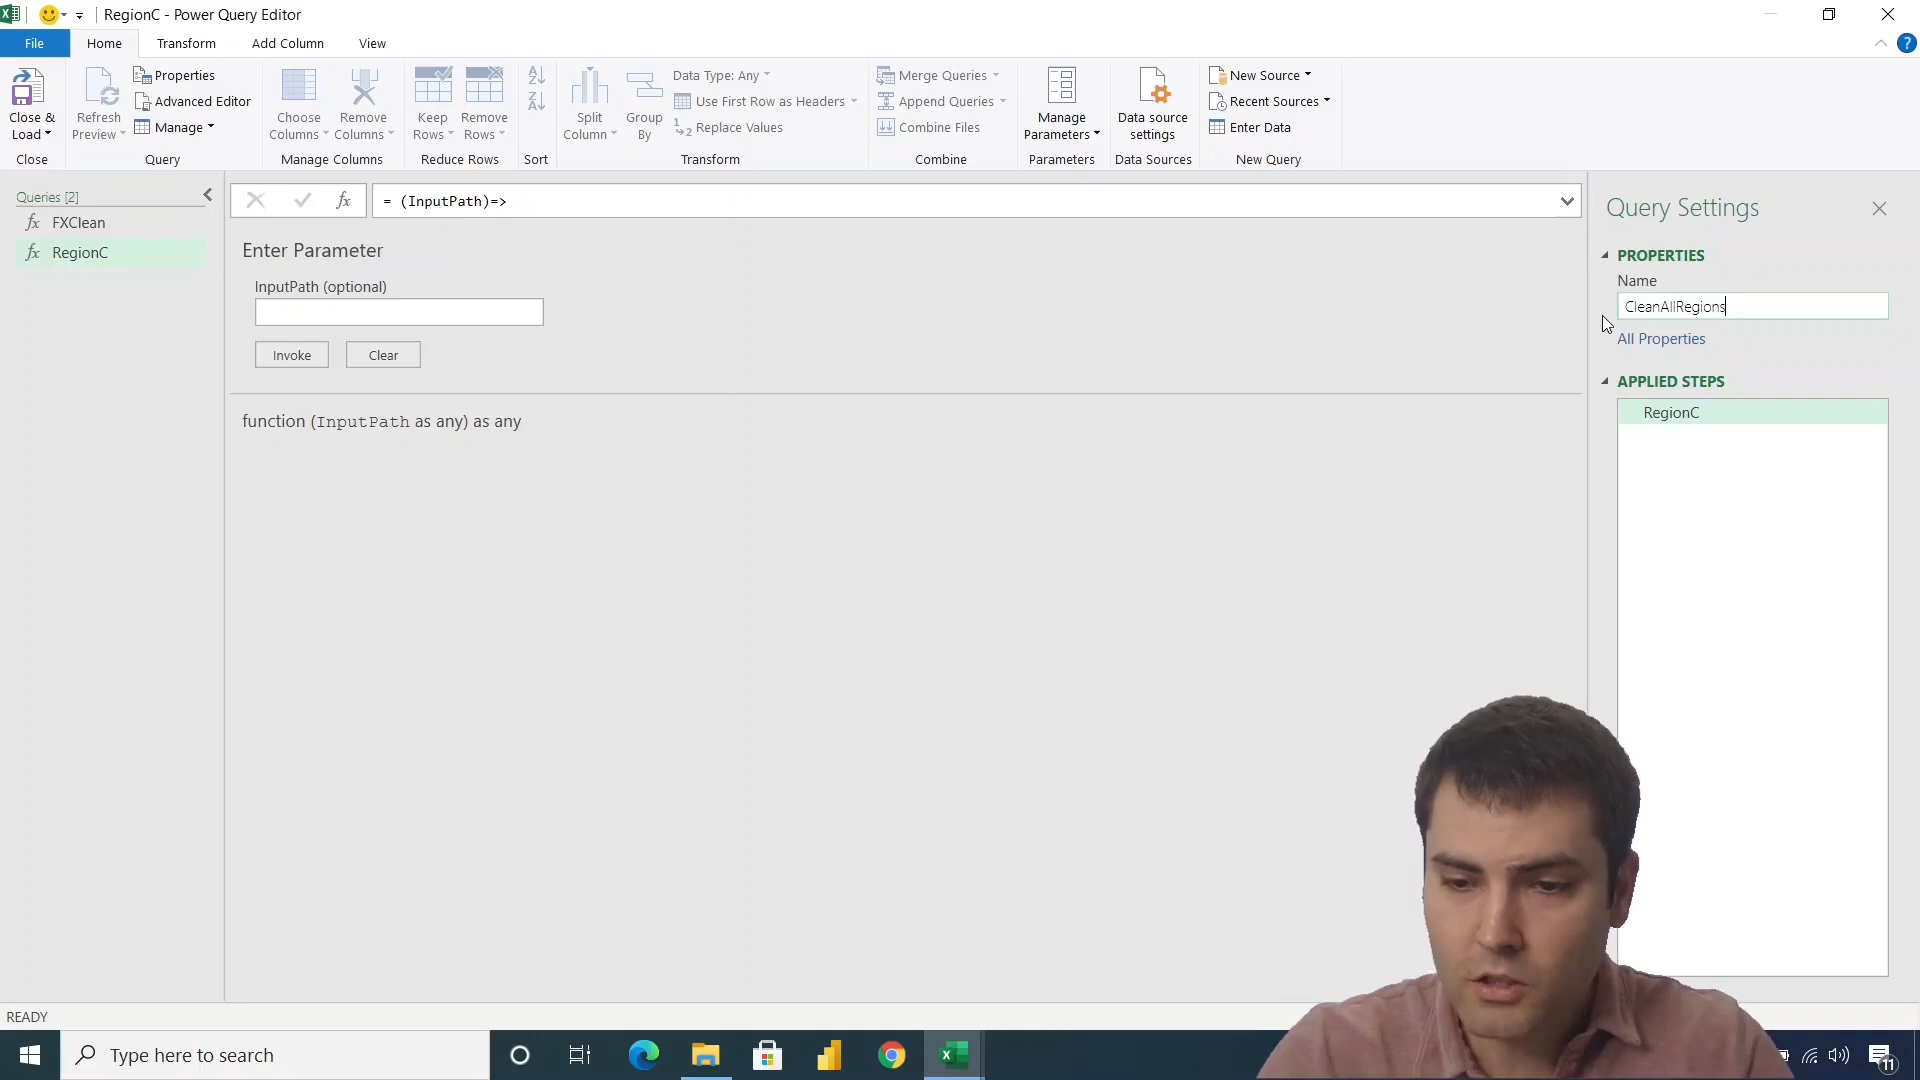 RegionC - Power Query Editor
File Home Transform Add Column View
Close & Load
Close
Refresh Preview
Properties
Advanced Editor
Manage
Query
Choose Columns
Remove Columns
Manage Columns
Keep Rows
Remove Rows
Reduce Rows
Sort
Split Column
Group By
Data Type: Any
Use First Row as Headers
Replace Values
Transform
Merge Queries
Append Queries
Combine Files
Combine
Manage Parameters
Parameters
Data source settings
Data Sources
New Source
Recent Sources
Enter Data
New Query
Queries [2]
fx FXClean
fx RegionC
fx = (InputPath)=>
Enter Parameter
InputPath (optional)
Invoke Clear
function (InputPath as any) as any
Query Settings
PROPERTIES
Name
CleanAllRegions
All Properties
APPLIED STEPS
RegionC
READY
Type here to search
11